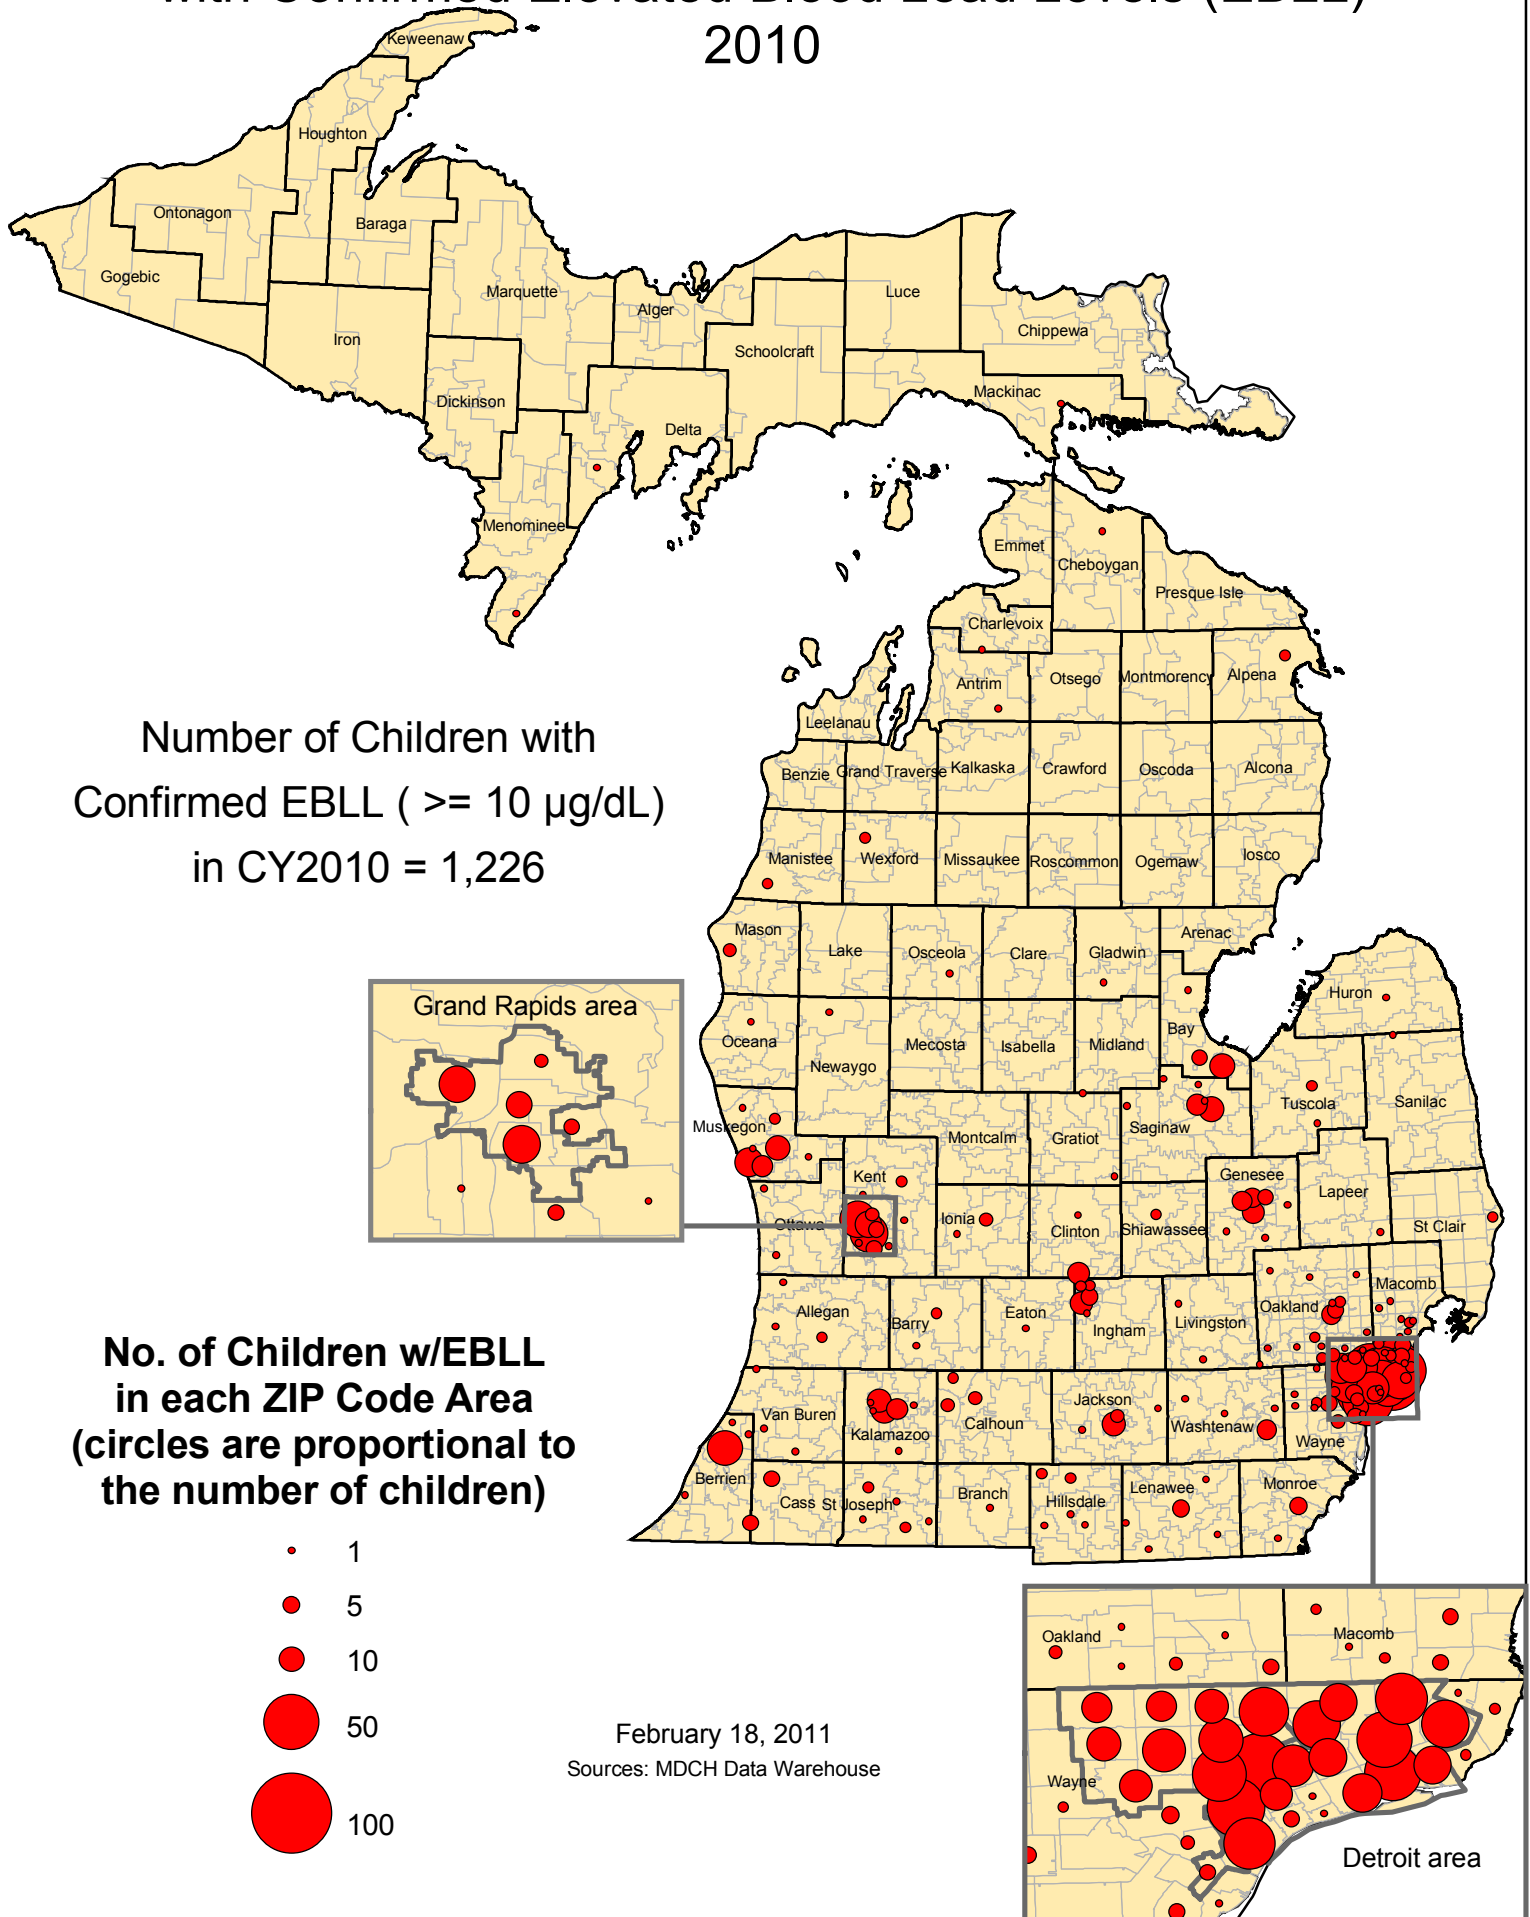 with Confirmed Elevated Blood Lead Levels (EBLL)
2010
Keweenaw
Houghton
Ontonagon
Baraga
Gogebic
Marquette
Alger
Luce
Chippewa
Iron
Schoolcraft
Mackinac
Dickinson
Delta
Menominee
Emmet
Cheboygan
Presque Isle
Charlevoix
Antrim
Otsego
Montmorency
Alpena
Leelanau
Number of Children with
Confirmed EBLL ( >= 10 µg/dL)
in CY2010 = 1,226
Benzie
Grand Traverse
Kalkaska
Crawford
Oscoda
Alcona
Manistee
Wexford
Missaukee
Roscommon
Ogemaw
Iosco
Mason
Lake
Osceola
Clare
Gladwin
Arenac
Huron
Grand Rapids area
Oceana
Newaygo
Mecosta
Isabella
Midland
Bay
Tuscola
Sanilac
Muskegon
Montcalm
Gratiot
Saginaw
Kent
Genesee
Lapeer
Ottawa
Ionia
Clinton
Shiawassee
St Clair
Allegan
Barry
Eaton
Ingham
Livingston
Oakland
Macomb
No. of Children w/EBLL
in each ZIP Code Area
(circles are proportional to
the number of children)
Van Buren
Kalamazoo
Calhoun
Jackson
Washtenaw
Wayne
Berrien
Cass
St Joseph
Branch
Hillsdale
Lenawee
Monroe
1
5
10
50
100
February 18, 2011
Sources: MDCH Data Warehouse
Oakland
Macomb
Wayne
Detroit area